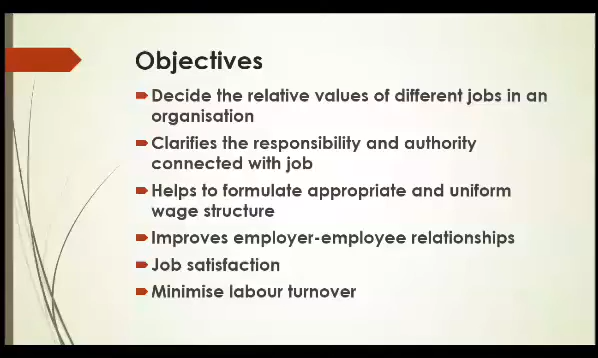 Objectives
Decide the relative values of different jobs in an
organisation
Clarifies the responsibility and authority
connected with job
Helps to formulate appropriate and uniform
wage structure
Improves employer-employee relationships
Job satisfaction
Minimise labour turnover